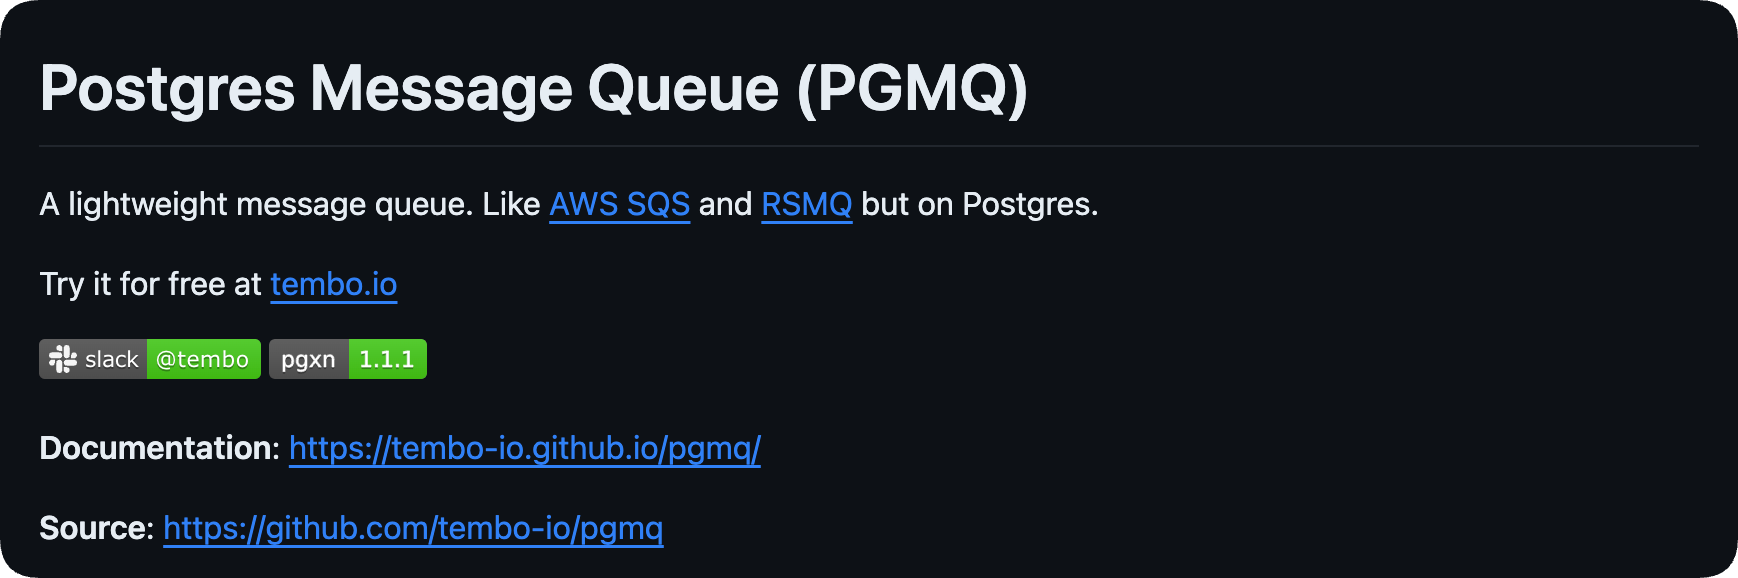 Postgres Message Queue (PGMQ)
A lightweight message queue. Like AWS SQS and RSMQ but on Postgres.
Try it for free at tembo.io
slack @tembo pgxn 1.1.1
Documentation: https://tembo-io.github.io/pgmq/
Source: https://github.com/tembo-io/pgmq